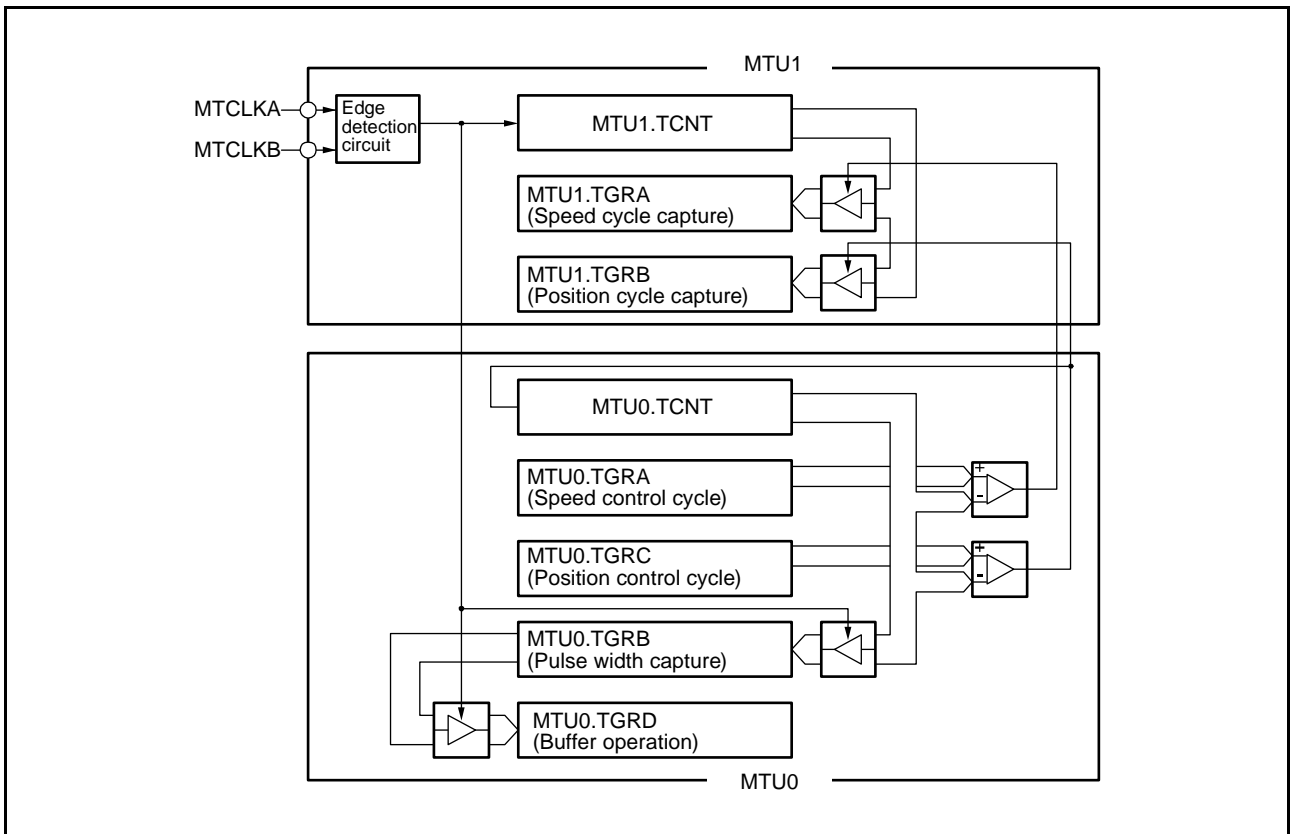 MTU1
MTCLKA
MTCLKB
Edge
detection
circuit
MTU1.TCNT
MTU1.TGRA
(Speed cycle capture)
MTU1.TGRB
(Position cycle capture)
MTU0.TCNT
MTU0.TGRA
(Speed control cycle)
+
-
MTU0.TGRC
(Position control cycle)
+
-
MTU0.TGRB
(Pulse width capture)
MTU0.TGRD
(Buffer operation)
MTU0